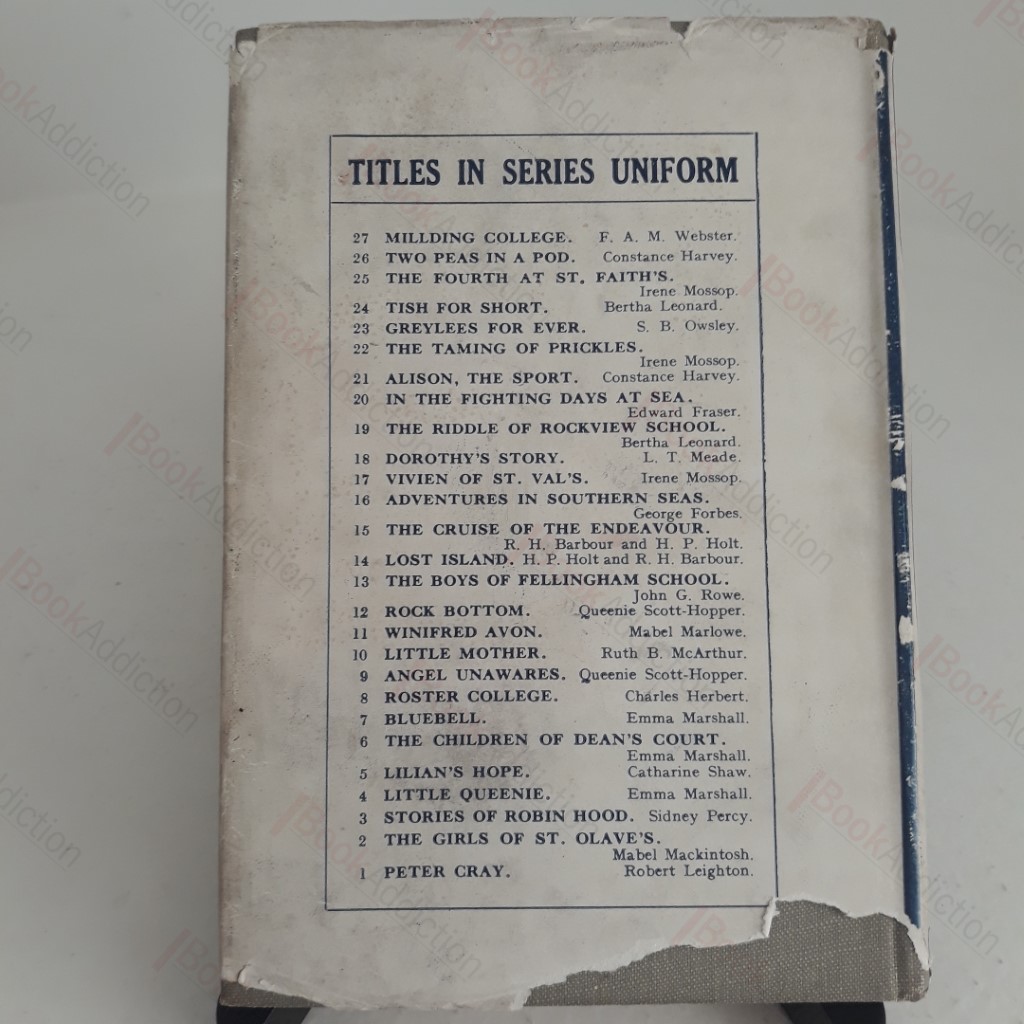 TITLES IN SERIES UNIFORM
27 MILLDING COLLEGE. F. A. M. Webster.
26 TWO PEAS IN A POD. Constance Harvey.
25 THE FOURTH AT ST. FAITH'S.
Irene Mossop.
24 TISH FOR SHORT. Bertha Leonard.
23 GREYLEES FOR EVER. S. B. Owsley.
22 THE TAMING OF PRICKLES.
Irene Mossop.
21 ALISON, THE SPORT. Constance Harvey.
20 IN THE FIGHTING DAYS AT SEA.
Edward Fraser.
19 THE RIDDLE OF ROCKVIEW SCHOOL.
Bertha Leonard.
18 DOROTHY'S STORY. L. T. Meade.
17 VIVIEN OF ST. VAL'S. Irene Mossop.
16 ADVENTURES IN SOUTHERN SEAS.
George Forbes.
15 THE CRUISE OF THE ENDEAVOUR.
R. H. Barbour and H. P. Holt.
14 LOST ISLAND. H. P. Holt and R. H. Barbour.
13 THE BOYS OF FELLINGHAM SCHOOL.
John G. Rowe.
12 ROCK BOTTOM. Queenie Scott-Hopper.
11 WINIFRED AVON. Mabel Marlowe.
10 LITTLE MOTHER. Ruth B. McArthur.
9 ANGEL UNAWARES. Queenie Scott-Hopper.
8 ROSTER COLLEGE. Charles Herbert.
7 BLUEBELL. Emma Marshall.
6 THE CHILDREN OF DEAN'S COURT.
Emma Marshall.
5 LILIAN'S HOPE. Catharine Shaw.
4 LITTLE QUEENIE. Emma Marshall.
3 STORIES OF ROBIN HOOD. Sidney Percy.
2 THE GIRLS OF ST. OLAVE'S.
Mabel Mackintosh.
1 PETER CRAY. Robert Leighton.
BookAddiction